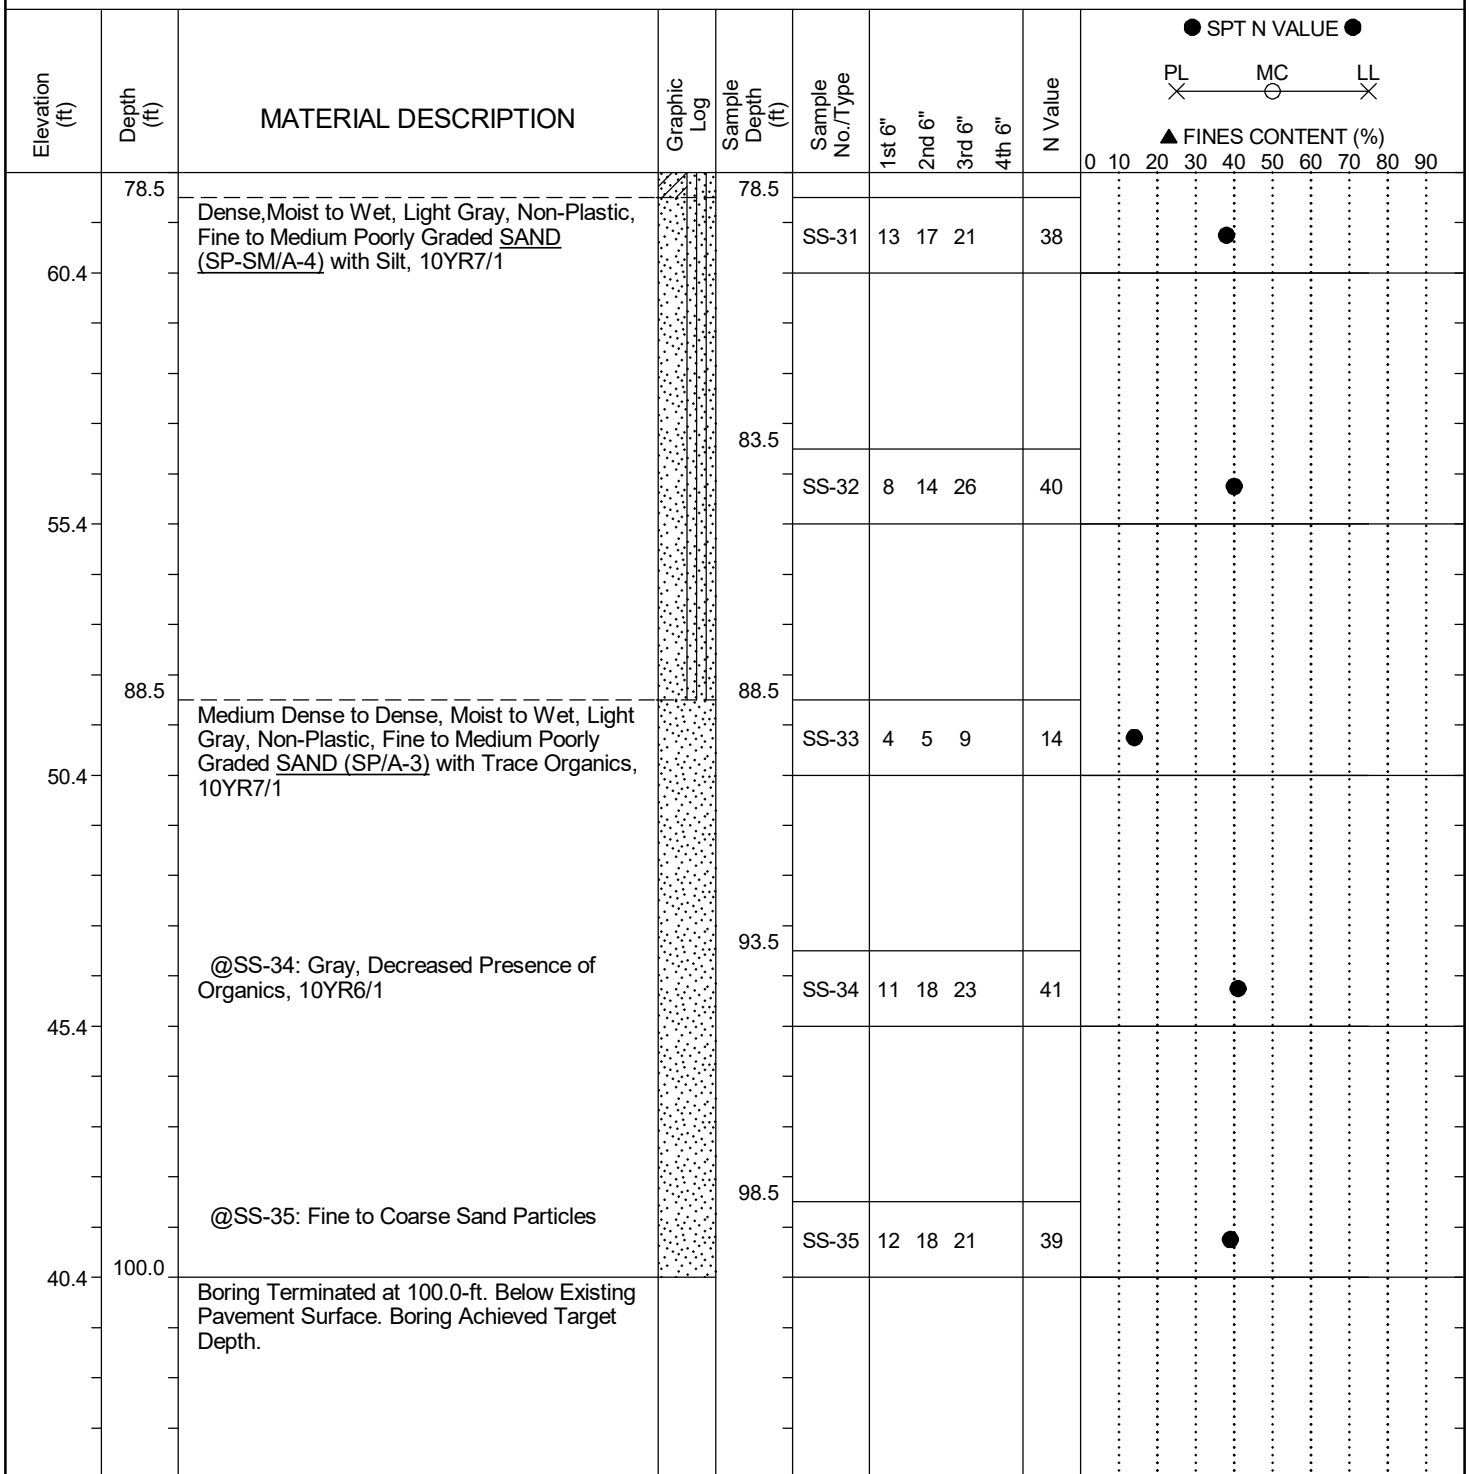 ● SPT N VALUE ●
PL MC LL
▲ FINES CONTENT (%)
0 10 20 30 40 50 60 70 80 90
Elevation (ft)
Depth (ft)
MATERIAL DESCRIPTION
Graphic Log
Sample Depth (ft)
Sample No./Type
1st 6"
2nd 6"
3rd 6"
4th 6"
N Value
78.5 78.5
Dense,Moist to Wet, Light Gray, Non-Plastic,
Fine to Medium Poorly Graded SAND
(SP-SM/A-4) with Silt, 10YR7/1
SS-31 13 17 21 38
60.4
83.5
SS-32 8 14 26 40
55.4
88.5 88.5
Medium Dense to Dense, Moist to Wet, Light
Gray, Non-Plastic, Fine to Medium Poorly
Graded SAND (SP/A-3) with Trace Organics,
10YR7/1
SS-33 4 5 9 14
50.4
93.5
@SS-34: Gray, Decreased Presence of
Organics, 10YR6/1
SS-34 11 18 23 41
45.4
98.5
@SS-35: Fine to Coarse Sand Particles
SS-35 12 18 21 39
40.4 100.0
Boring Terminated at 100.0-ft. Below Existing
Pavement Surface. Boring Achieved Target
Depth.